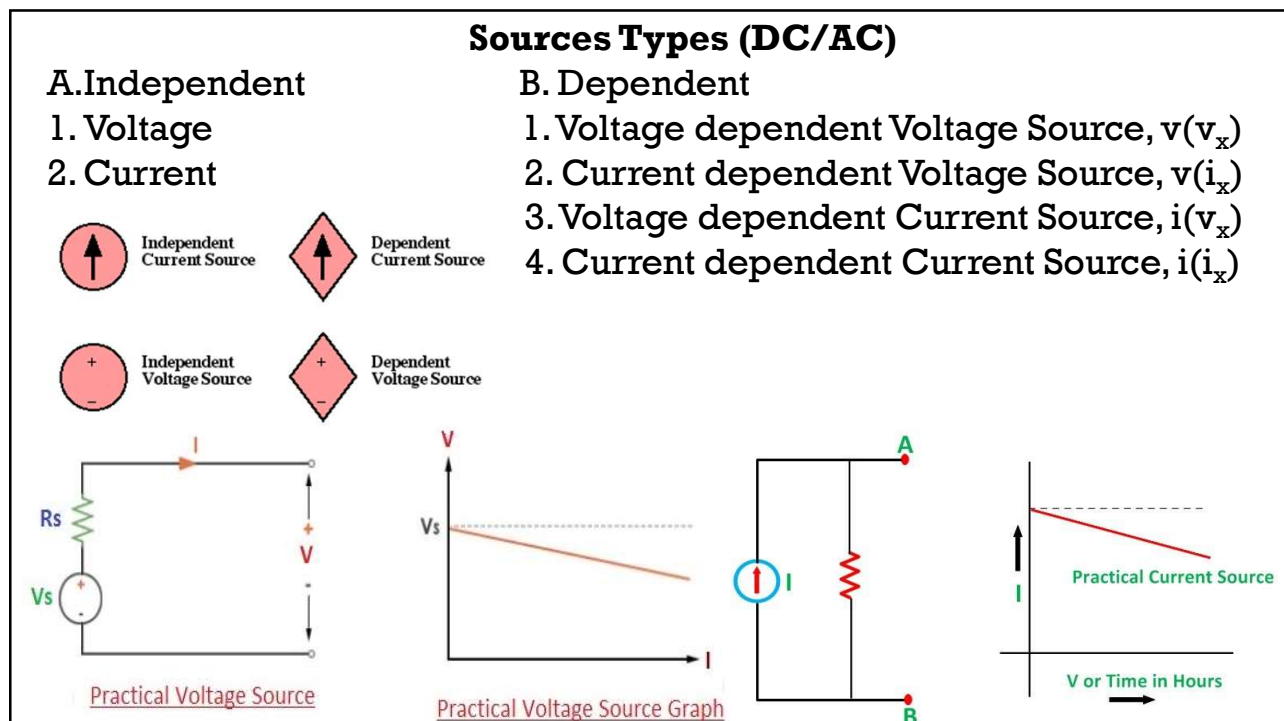 Sources Types (DC/AC)
A.Independent
1. Voltage
2. Current
B. Dependent
1. Voltage dependent Voltage Source, v(vₓ)
2. Current dependent Voltage Source, v(iₓ)
3. Voltage dependent Current Source, i(vₓ)
4. Current dependent Current Source, i(iₓ)
Independent
Current Source
Dependent
Current Source
+
−
Independent
Voltage Source
+
−
Dependent
Voltage Source
I
Rs
+
V
-
Vs
+
-
Practical Voltage Source
V
Vs
I
Practical Voltage Source Graph
A
I
B
I
Practical Current Source
V or Time in Hours